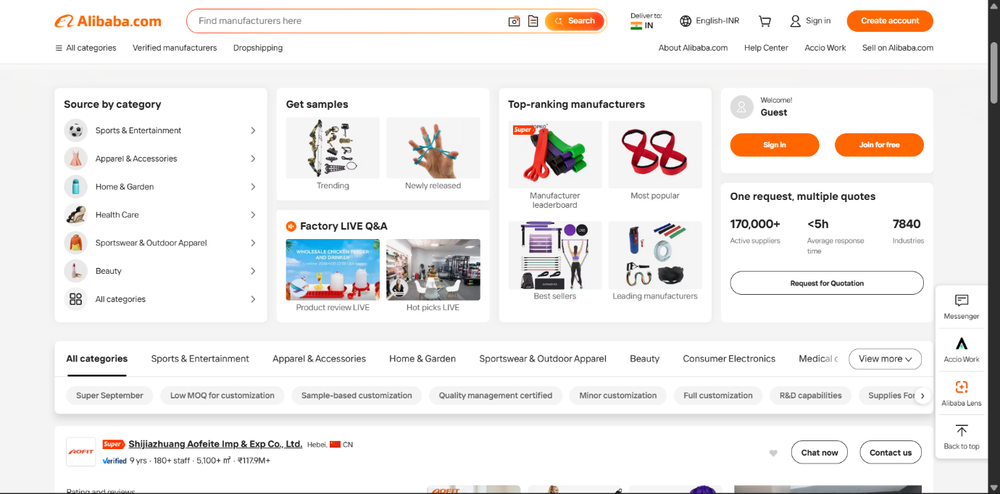 Alibaba.com
Find manufacturers here
Search
Deliver to:
IN
English-INR
Sign in
Create account
All categories
Verified manufacturers
Dropshipping
About Alibaba.com
Help Center
Accio Work
Sell on Alibaba.com
Source by category
Sports & Entertainment
Apparel & Accessories
Home & Garden
Health Care
Sportswear & Outdoor Apparel
Beauty
All categories
Get samples
Trending
Newly released
Factory LIVE Q&A
WHOLESALE CHICKEN FEEDER
AND DRINKER
Product review LIVE
Hot picks LIVE
Top-ranking manufacturers
Super
Manufacturer
leaderboard
Most popular
Best sellers
Leading manufacturers
Welcome!
Guest
Sign in
Join for free
One request, multiple quotes
170,000+
Active suppliers
<5h
Average response
time
7840
Industries
Request for Quotation
Messenger
Accio Work
Alibaba Lens
Back to top
All categories
Sports & Entertainment
Apparel & Accessories
Home & Garden
Sportswear & Outdoor Apparel
Beauty
Consumer Electronics
Medical
View more
Super September
Low MOQ for customization
Sample-based customization
Quality management certified
Minor customization
Full customization
R&D capabilities
Supplies For
AOFIT
Super
Shijiazhuang Aofeite Imp & Exp Co., Ltd.
Hebei, CN
Verified 9 yrs · 180+ staff · 5,100+ ㎡ · ₹117.9M+
Chat now
Contact us
Rating and reviews
AOFIT